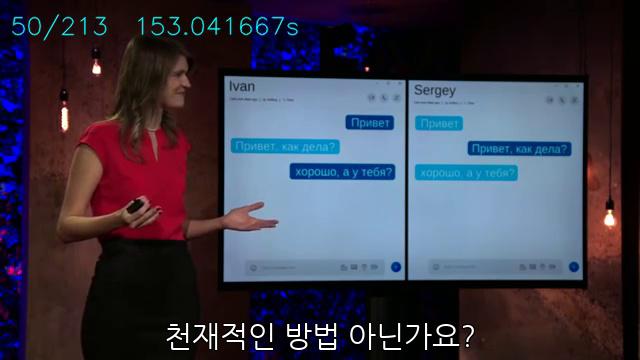 50/213 153.041667s
Ivan
Привет
Привет, как дела?
хорошо, а у тебя?
Sergey
Привет
Привет, как дела?
хорошо, а у тебя?
천재적인 방법 아닌가요?